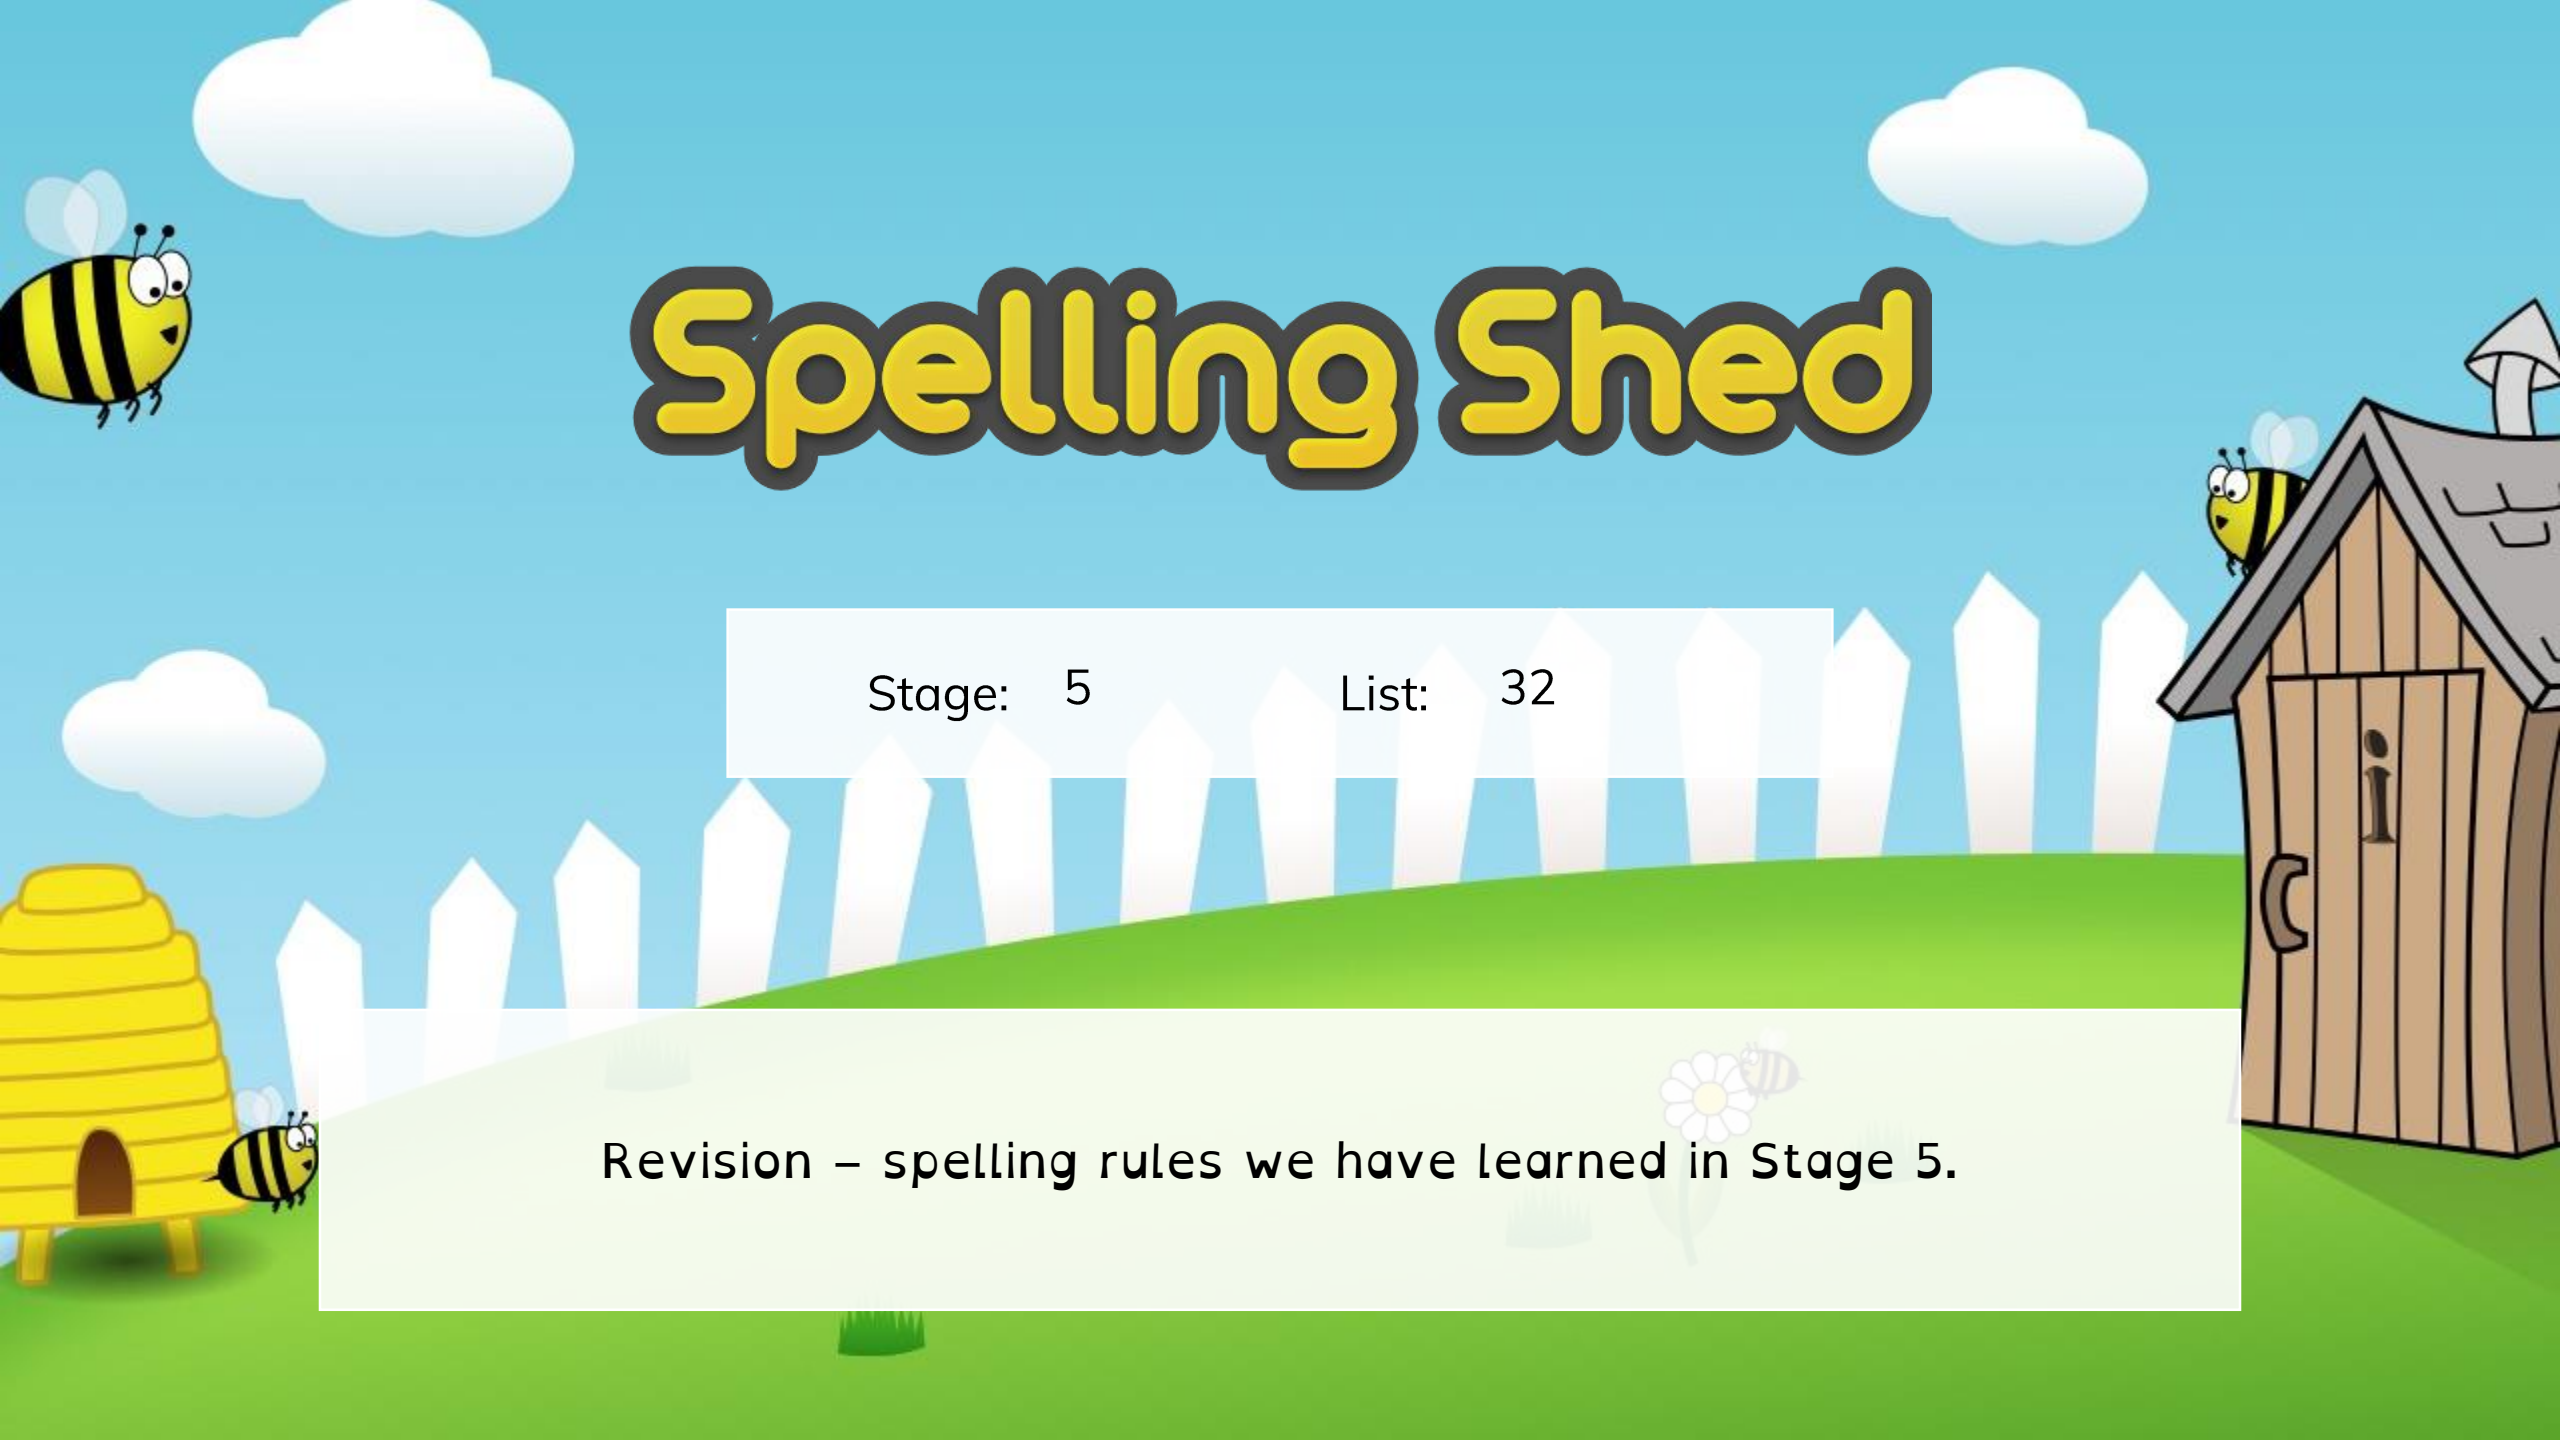 Spelling Shed
Stage: 5 List: 32
i
Revision – spelling rules we have learned in Stage 5.